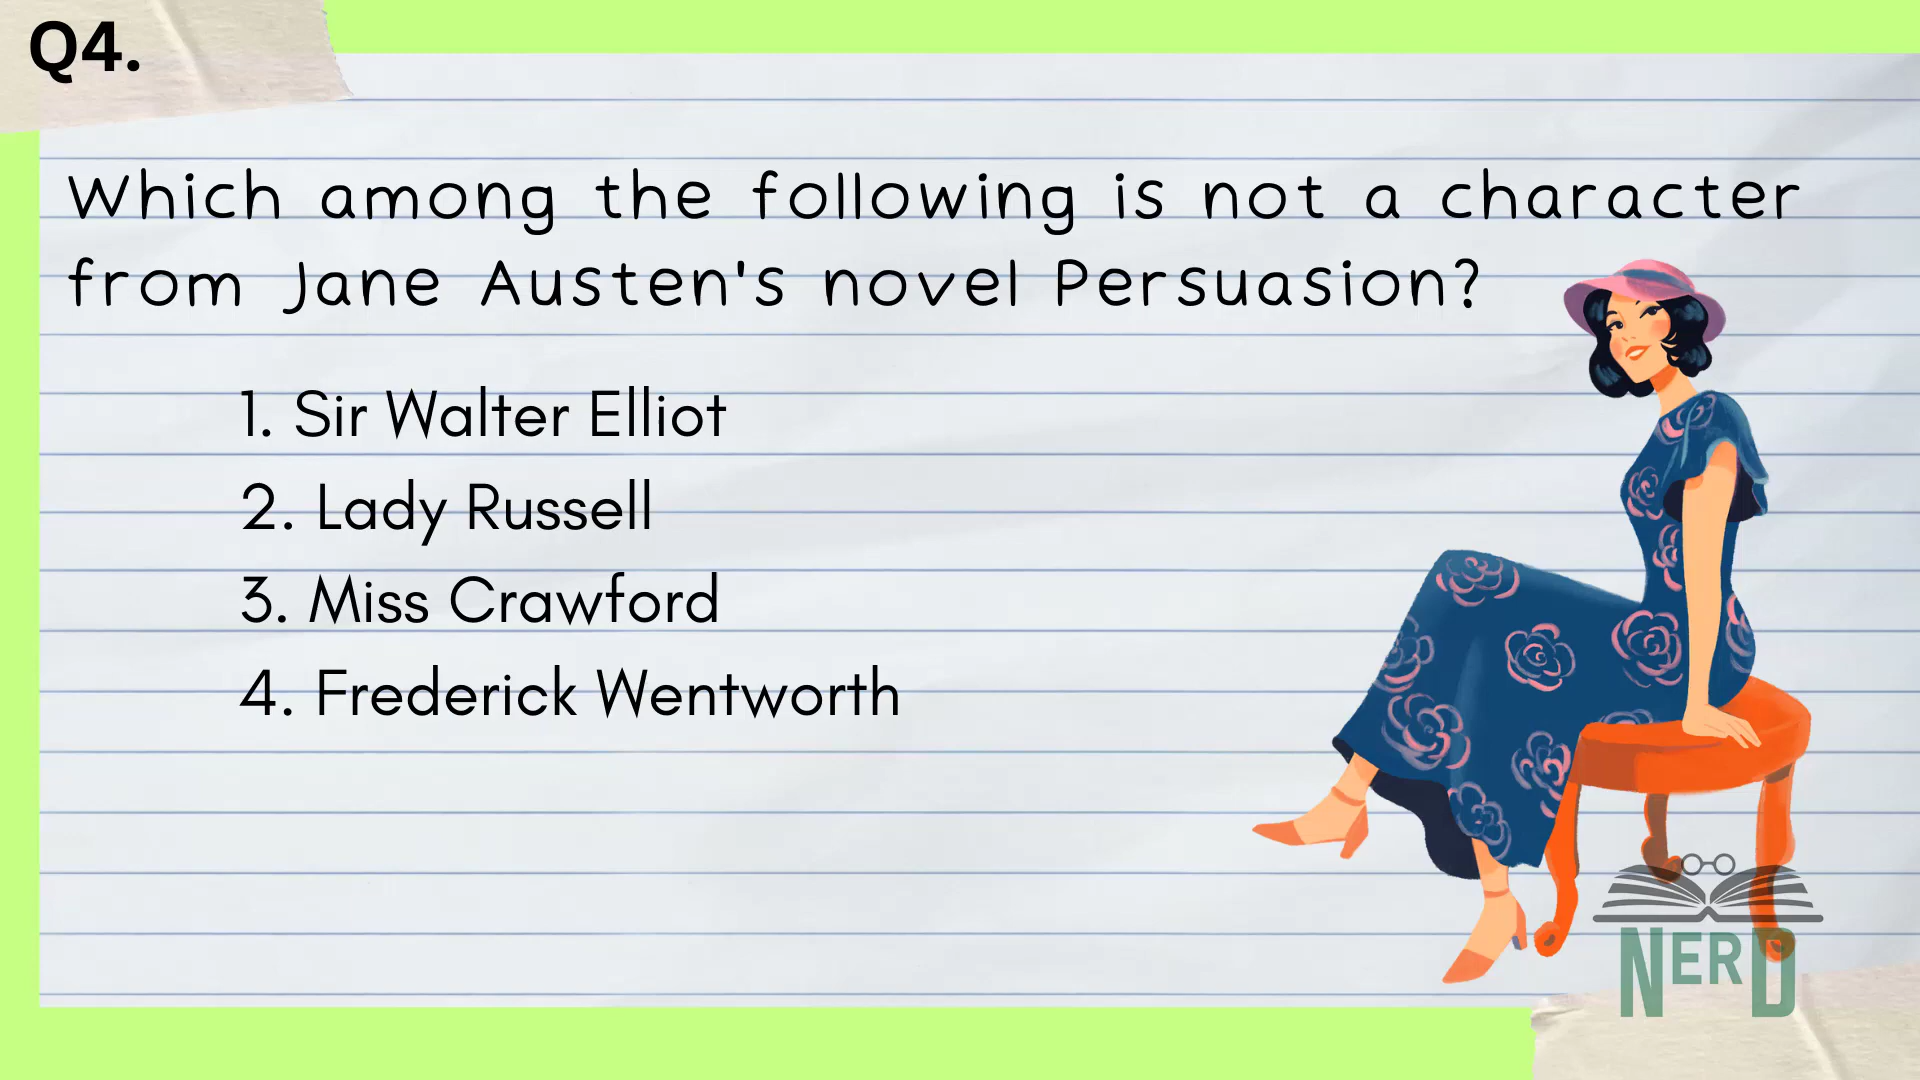 Q4.
Which among the following is not a character
from Jane Austen's novel Persuasion?
1. Sir Walter Elliot
2. Lady Russell
3. Miss Crawford
4. Frederick Wentworth
NERD